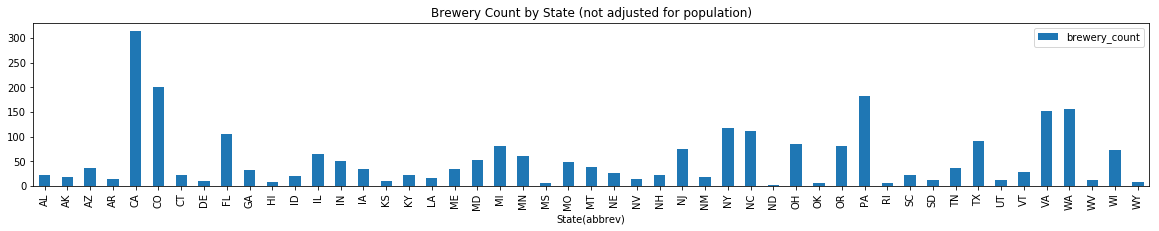 Brewery Count by State (not adjusted for population)
brewery_count
300
250
200
150
100
50
0
AL AK AZ AR CA CO CT DE FL GA HI ID IL IN IA KS KY LA ME MD MI MN MS MO MT NE NV NH NJ NM NY NC ND OH OK OR PA RI SC SD TN TX UT VT VA WA WV WI WY
State(abbrev)